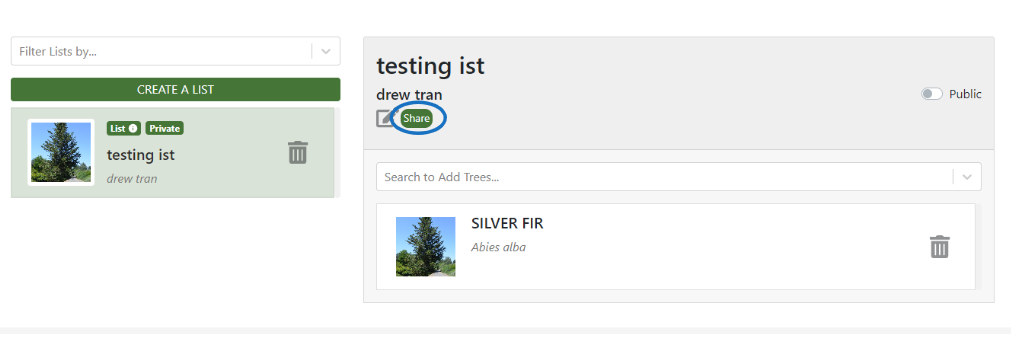 Filter Lists by...
CREATE A LIST
List Private
testing ist
drew tran
testing ist
drew tran
Public
Share
Search to Add Trees...
SILVER FIR
Abies alba